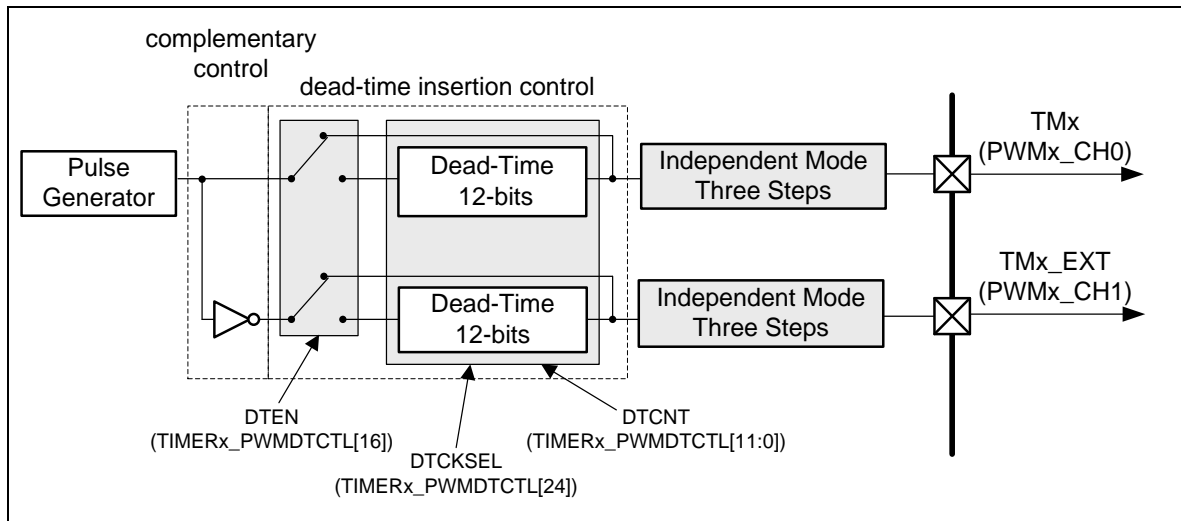 complementary
control
dead-time insertion control
Pulse
Generator
Dead-Time
12-bits
Independent Mode
Three Steps
TMx
(PWMx_CH0)
Dead-Time
12-bits
Independent Mode
Three Steps
TMx_EXT
(PWMx_CH1)
DTEN
(TIMERx_PWMDTCTL[16])
DTCKSEL
(TIMERx_PWMDTCTL[24])
DTCNT
(TIMERx_PWMDTCTL[11:0])